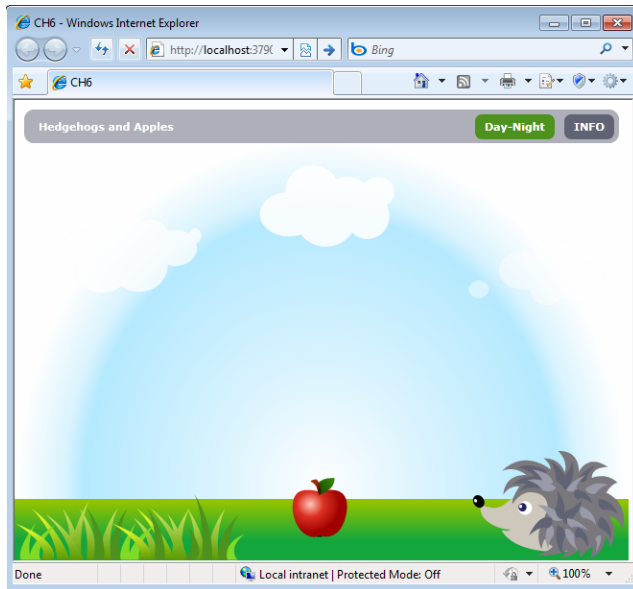 CH6 - Windows Internet Explorer
http://localhost:379
Bing
CH6
Hedgehogs and Apples
Day-Night
INFO
Done
Local intranet | Protected Mode: Off
100%